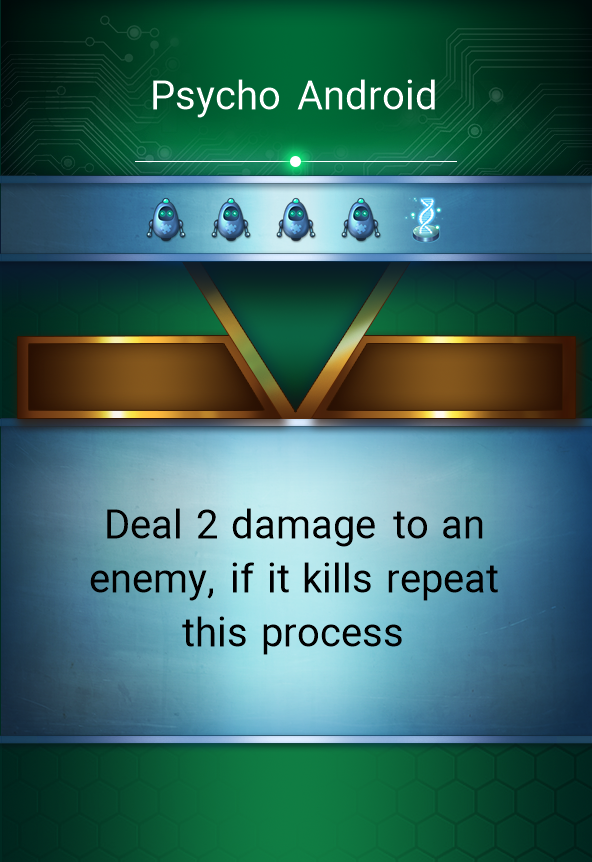 Psycho Android
Deal 2 damage to an
enemy, if it kills repeat
this process